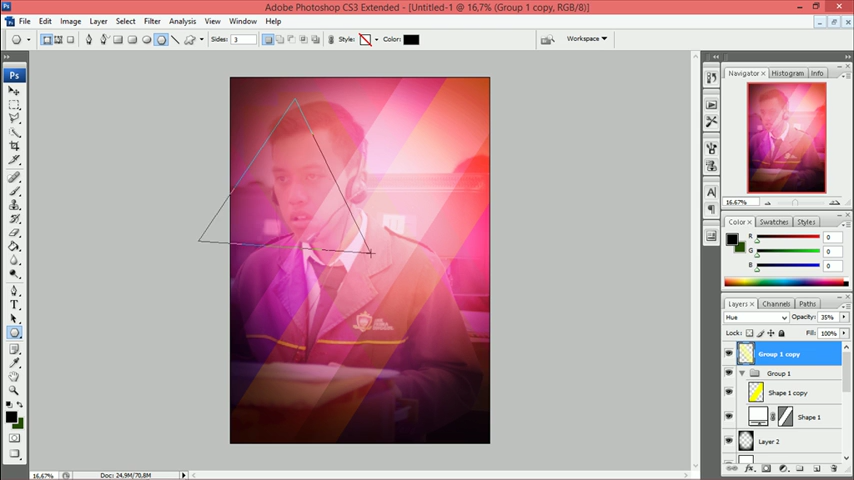 Adobe Photoshop CS3 Extended - [Untitled-1 @ 16,7% (Group 1 copy, RGB/8)]
File Edit Image Layer Select Filter Analysis View Window Help
Sides: 3 Style: Color: Workspace
Ps
Navigator × Histogram Info
16.67%
Color × Swatches Styles
R 0
G 0
B 0
Layers × Channels Paths
Hue Opacity: 35%
Lock: Fill: 100%
Group 1 copy
Group 1
Shape 1 copy
Shape 1
Layer 2
16,67% Doc: 24,9M/70,8M